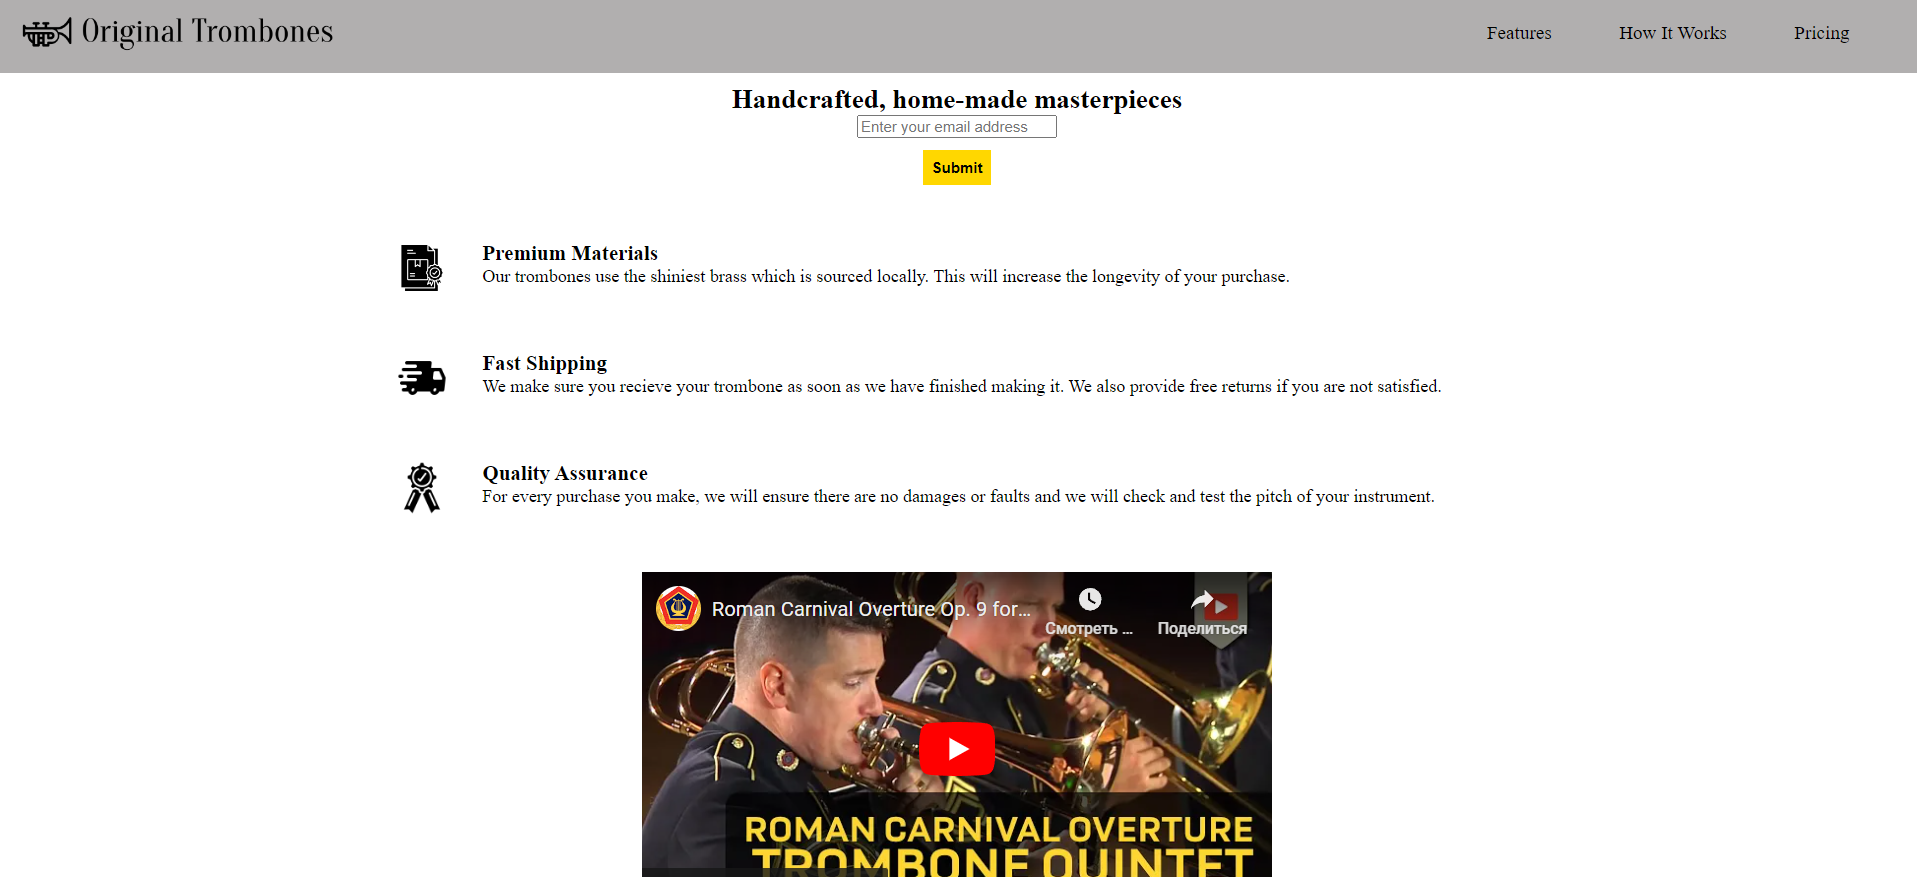 Original Trombones
Features
How It Works
Pricing
Handcrafted, home-made masterpieces
Enter your email address
Submit
Premium Materials
Our trombones use the shiniest brass which is sourced locally. This will increase the longevity of your purchase.
Fast Shipping
We make sure you recieve your trombone as soon as we have finished making it. We also provide free returns if you are not satisfied.
Quality Assurance
For every purchase you make, we will ensure there are no damages or faults and we will check and test the pitch of your instrument.
Roman Carnival Overture Op. 9 for...
Смотреть ...
Поделиться
ROMAN CARNIVAL OVERTURE
TROMBONE QUINTET